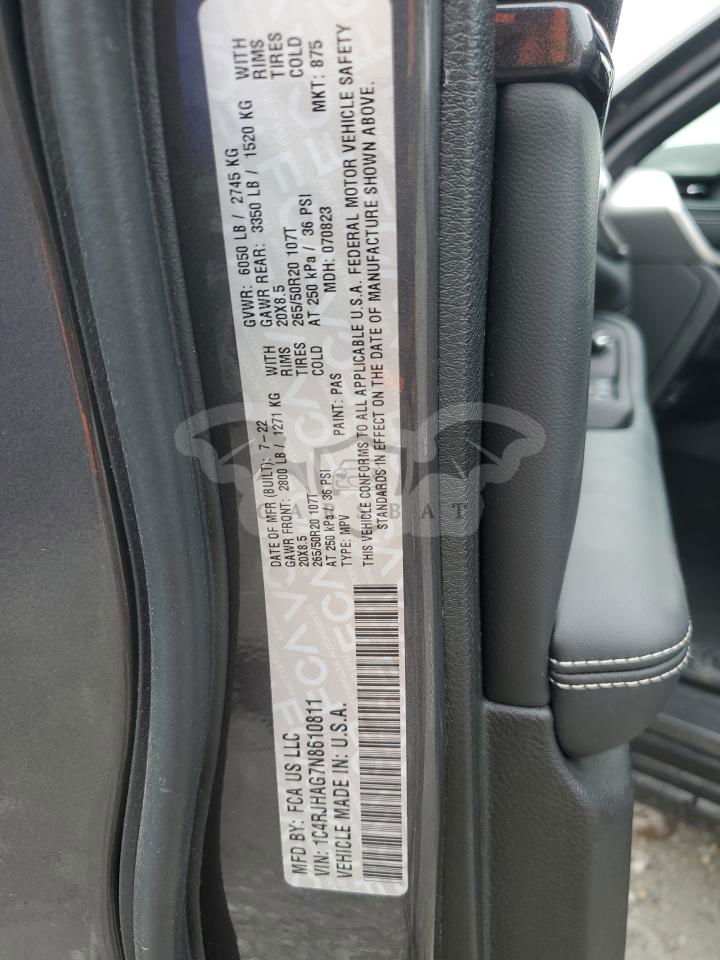 MFD BY: FCA US LLC
DATE OF MFR (BUILT): 7-22
GVWR: 6050 LB / 2745 KG
GAWR FRONT: 2800 LB / 1271 KG WITH
20X8.5 RIMS
265/50R20 107T TIRES
AT 250 kPa / 36 PSI COLD
GAWR REAR: 3350 LB / 1520 KG WITH
20X8.5 RIMS
265/50R20 107T TIRES
AT 250 kPa / 36 PSI COLD
VIN: 1C4RJHAG7N8610811
TYPE: MPV
PAINT: PAS
MDH: 070823
MKT: 875
VEHICLE MADE IN: U.S.A.
THIS VEHICLE CONFORMS TO ALL APPLICABLE U.S.A. FEDERAL MOTOR VEHICLE SAFETY
STANDARDS IN EFFECT ON THE DATE OF MANUFACTURE SHOWN ABOVE.
CARSBAT